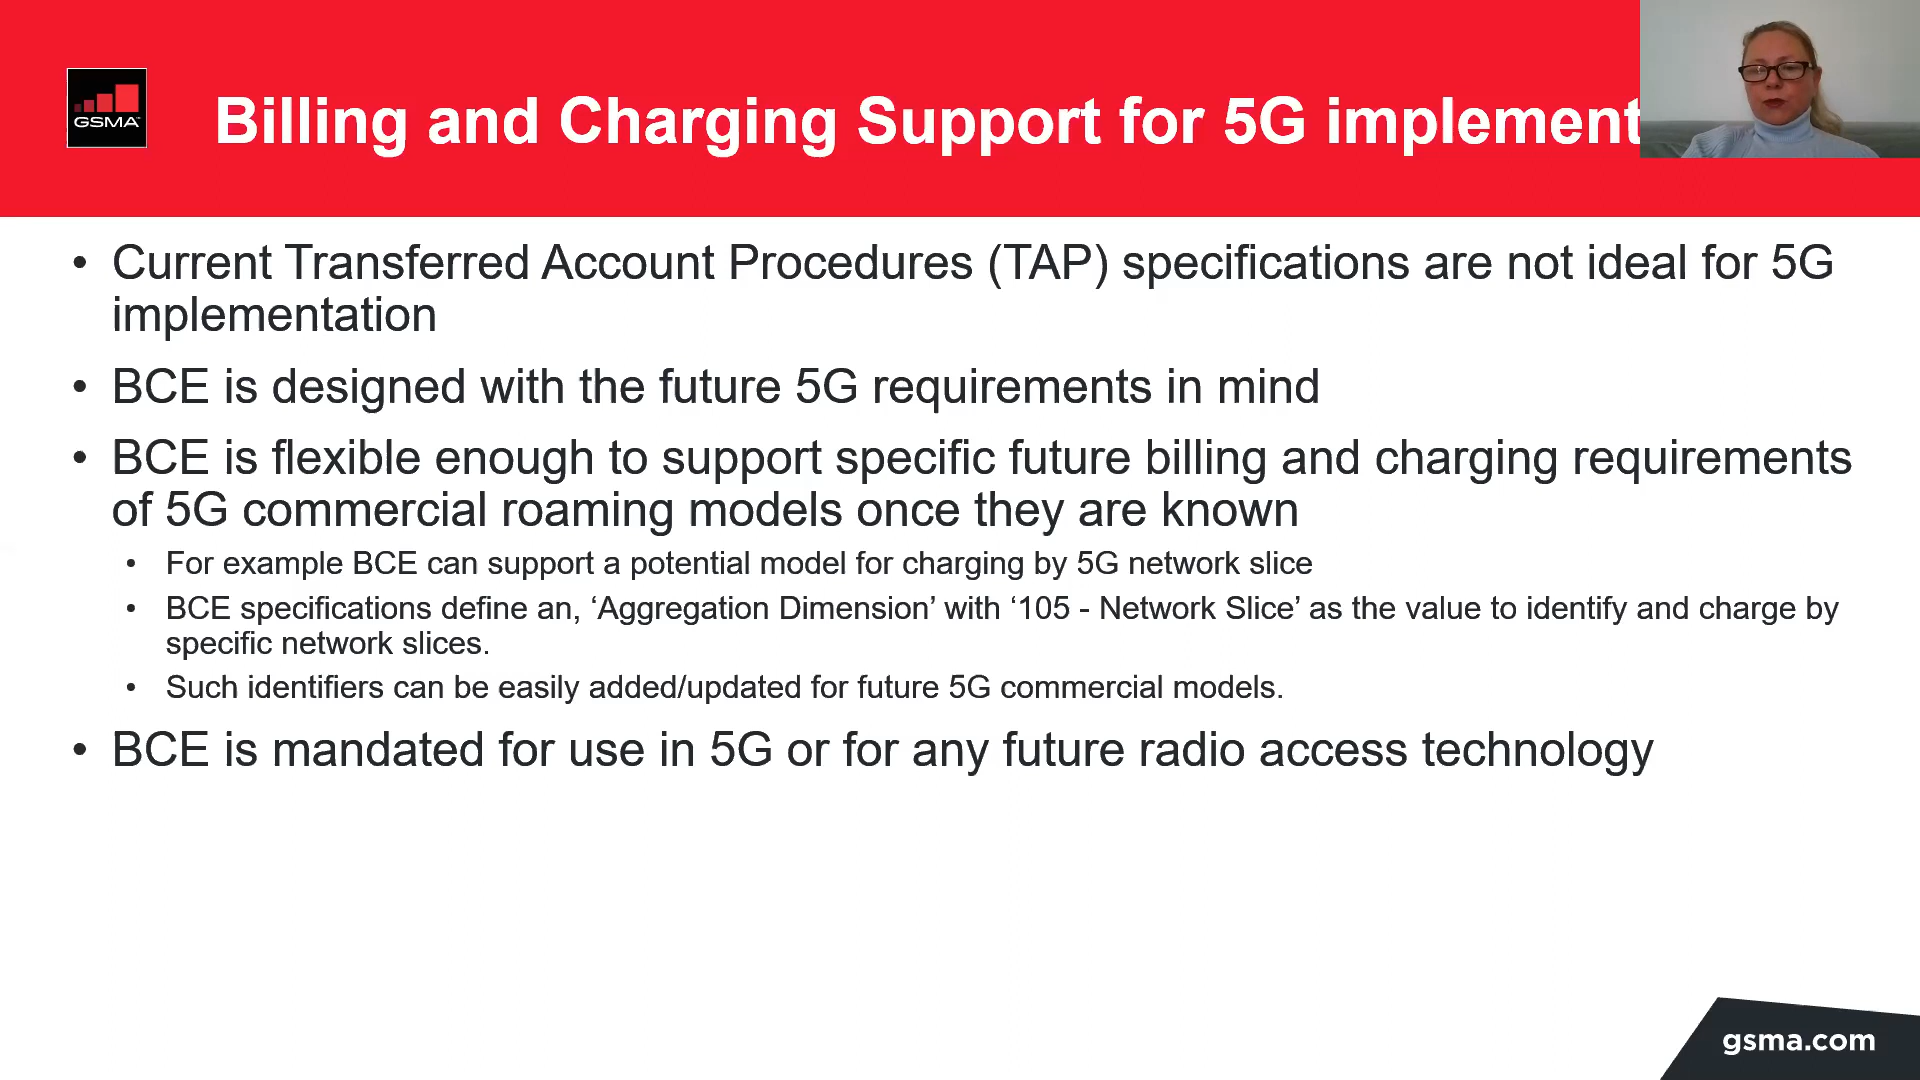 GSMA
Billing and Charging Support for 5G implement
• Current Transferred Account Procedures (TAP) specifications are not ideal for 5G
implementation
• BCE is designed with the future 5G requirements in mind
• BCE is flexible enough to support specific future billing and charging requirements
of 5G commercial roaming models once they are known
• For example BCE can support a potential model for charging by 5G network slice
• BCE specifications define an, ‘Aggregation Dimension’ with ‘105 - Network Slice’ as the value to identify and charge by
specific network slices.
• Such identifiers can be easily added/updated for future 5G commercial models.
• BCE is mandated for use in 5G or for any future radio access technology
gsma.com